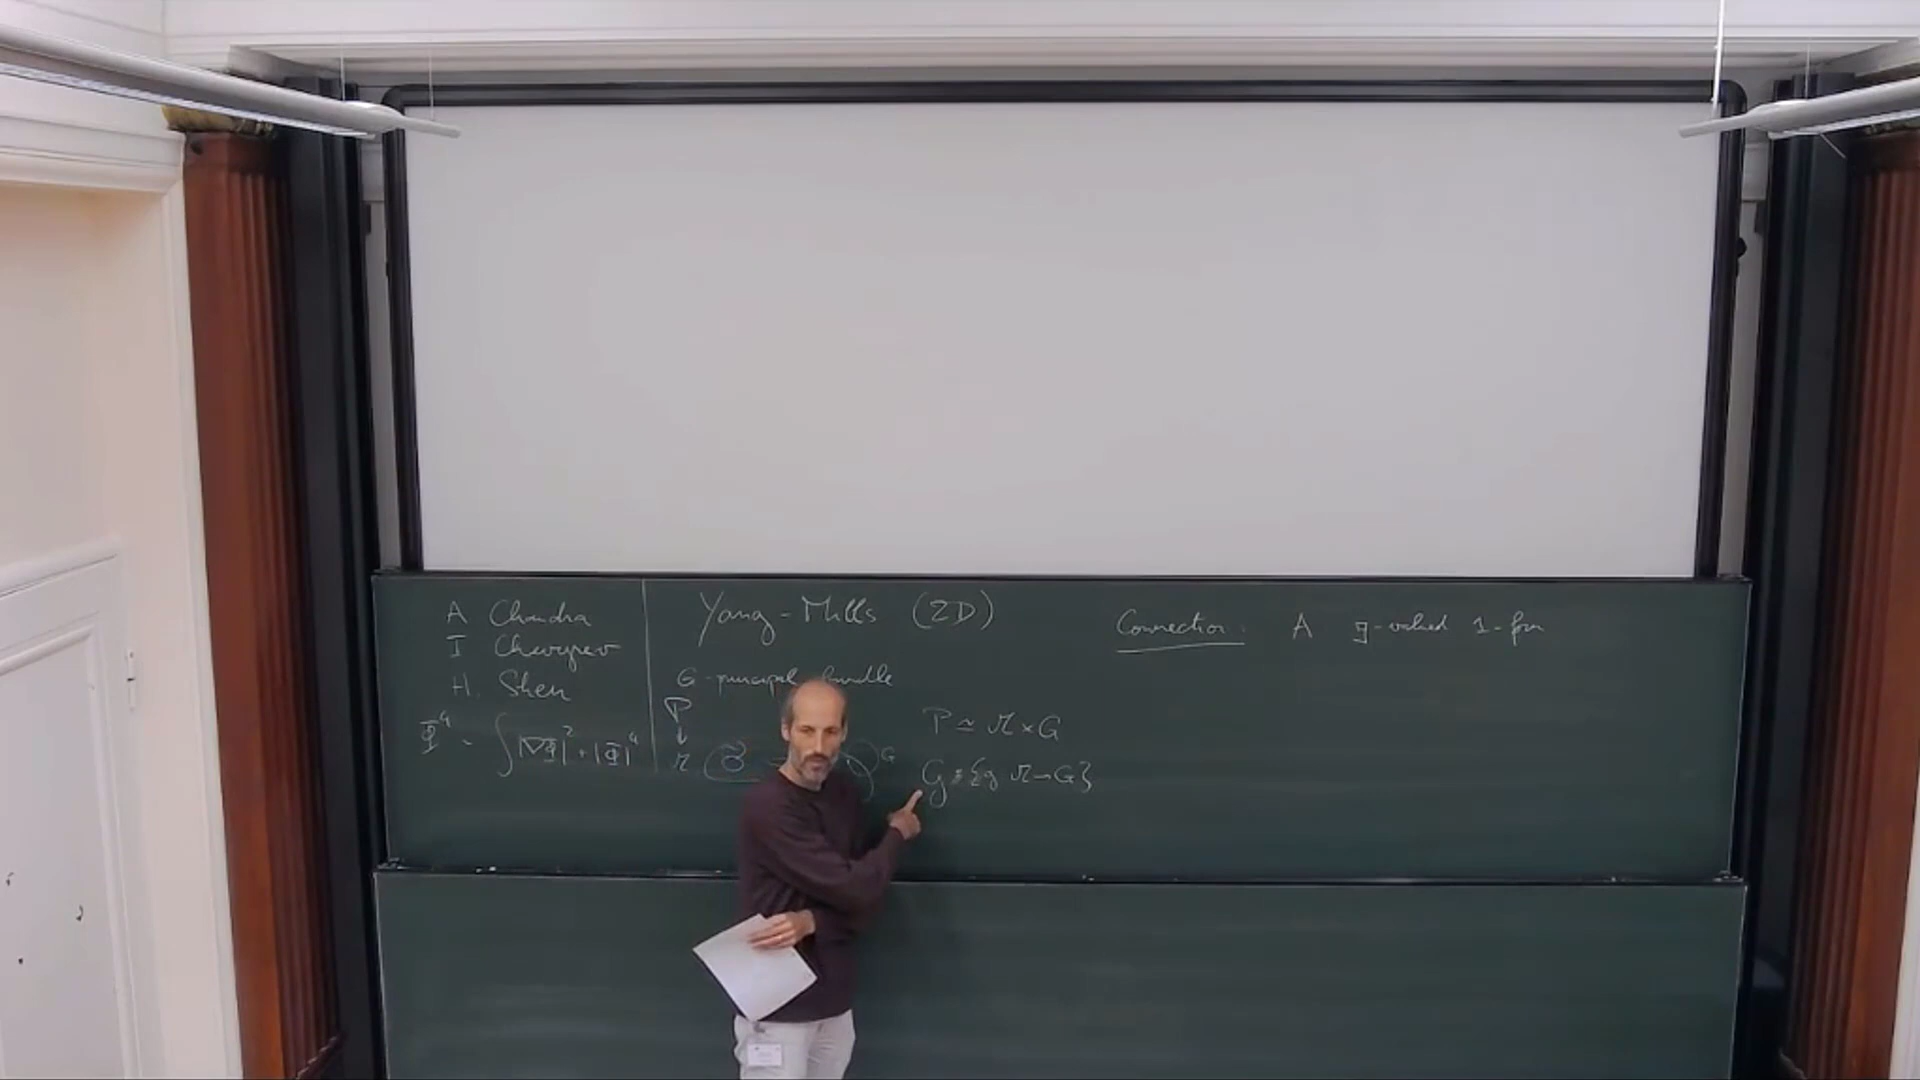 A Chandra
I Chevyrev
H. Shen
Φ⁴ ~ ∫|∇Φ|² + |Φ|⁴
Yang-Mills (2D)
G-principal bundle
P
↓
M
G
P ≃ M × G
G = {g M → G}
Connection: A g-valued 1-form